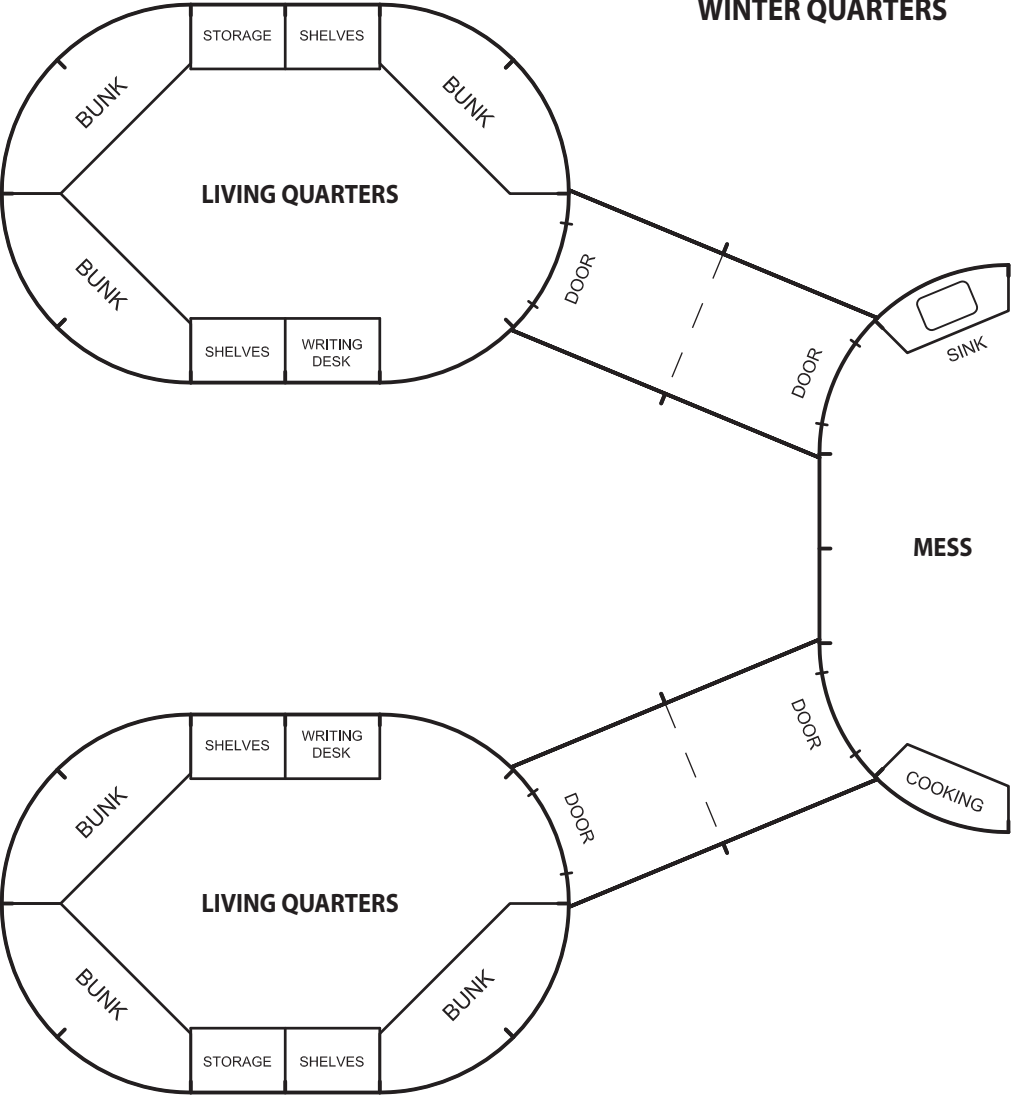 WINTER QUARTERS
STORAGE
SHELVES
BUNK
BUNK
LIVING QUARTERS
BUNK
DOOR
SHELVES
WRITING
DESK
DOOR
SINK
MESS
SHELVES
WRITING
DESK
DOOR
DOOR
COOKING
BUNK
LIVING QUARTERS
BUNK
BUNK
STORAGE
SHELVES